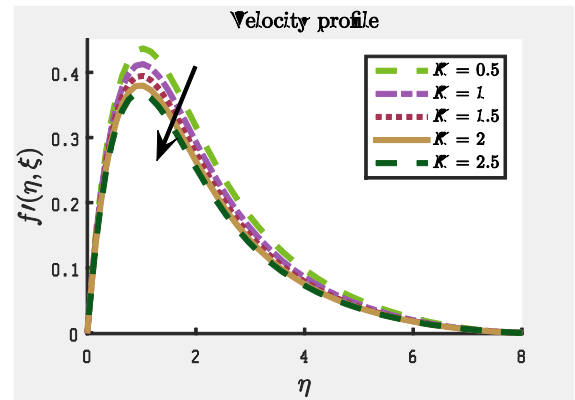 Velocity profile
K = 0.5
K = 1
K = 1.5
K = 2
K = 2.5
f′(η,ξ)
0.4
0.3
0.2
0.1
0
0 2 4 6 8
η